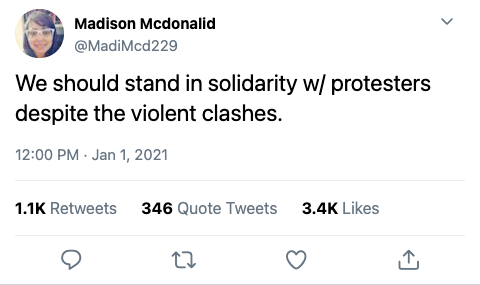 Madison Mcdonalid
@MadiMcd229
We should stand in solidarity w/ protesters
despite the violent clashes.
12:00 PM · Jan 1, 2021
1.1K Retweets 346 Quote Tweets 3.4K Likes